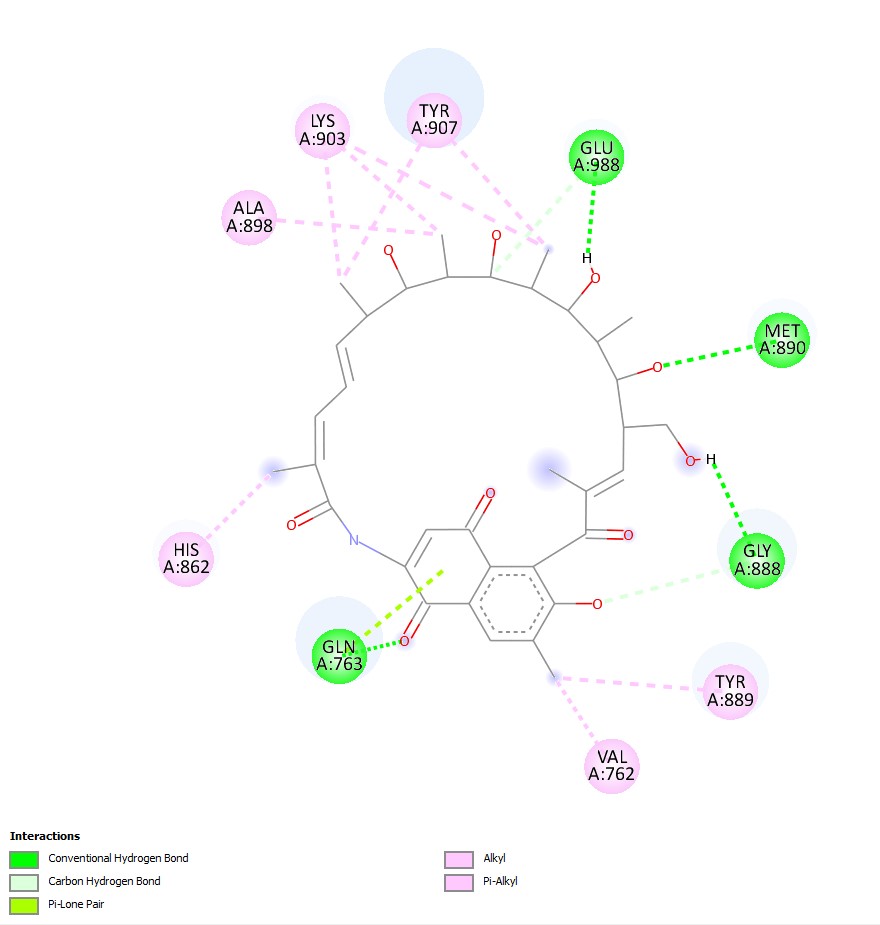 LYS
A:903
TYR
A:907
GLU
A:988
ALA
A:898
O
O
H
O
MET
A:890
O
O
H
O
O
O
HIS
A:862
N
GLY
A:888
O
O
GLN
A:763
TYR
A:889
VAL
A:762
Interactions
Conventional Hydrogen Bond
Carbon Hydrogen Bond
Pi-Lone Pair
Alkyl
Pi-Alkyl